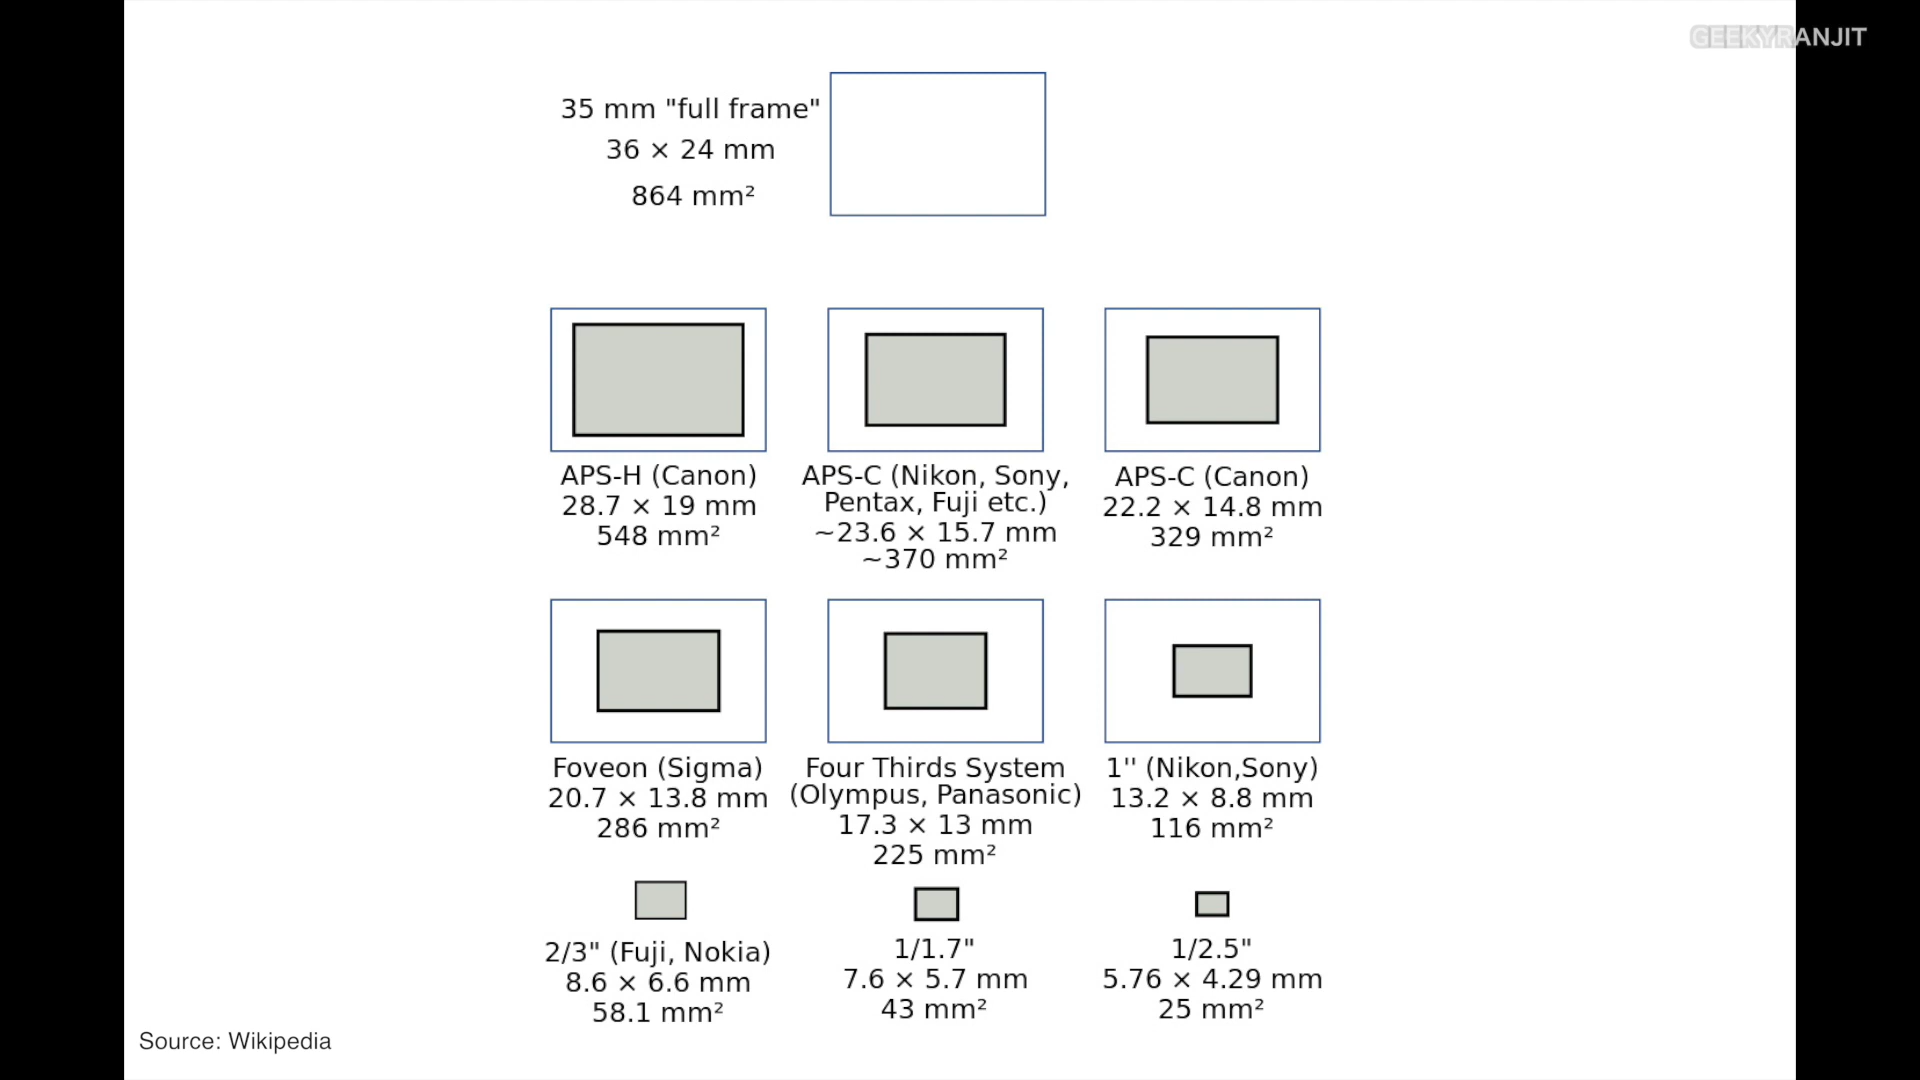 GEEKYRANJIT
35 mm "full frame"
36 × 24 mm
864 mm²
APS-H (Canon)
28.7 × 19 mm
548 mm²
APS-C (Nikon, Sony,
Pentax, Fuji etc.)
~23.6 × 15.7 mm
~370 mm²
APS-C (Canon)
22.2 × 14.8 mm
329 mm²
Foveon (Sigma)
20.7 × 13.8 mm
286 mm²
Four Thirds System
(Olympus, Panasonic)
17.3 × 13 mm
225 mm²
1'' (Nikon,Sony)
13.2 × 8.8 mm
116 mm²
2/3" (Fuji, Nokia)
8.6 × 6.6 mm
58.1 mm²
1/1.7"
7.6 × 5.7 mm
43 mm²
1/2.5"
5.76 × 4.29 mm
25 mm²
Source: Wikipedia